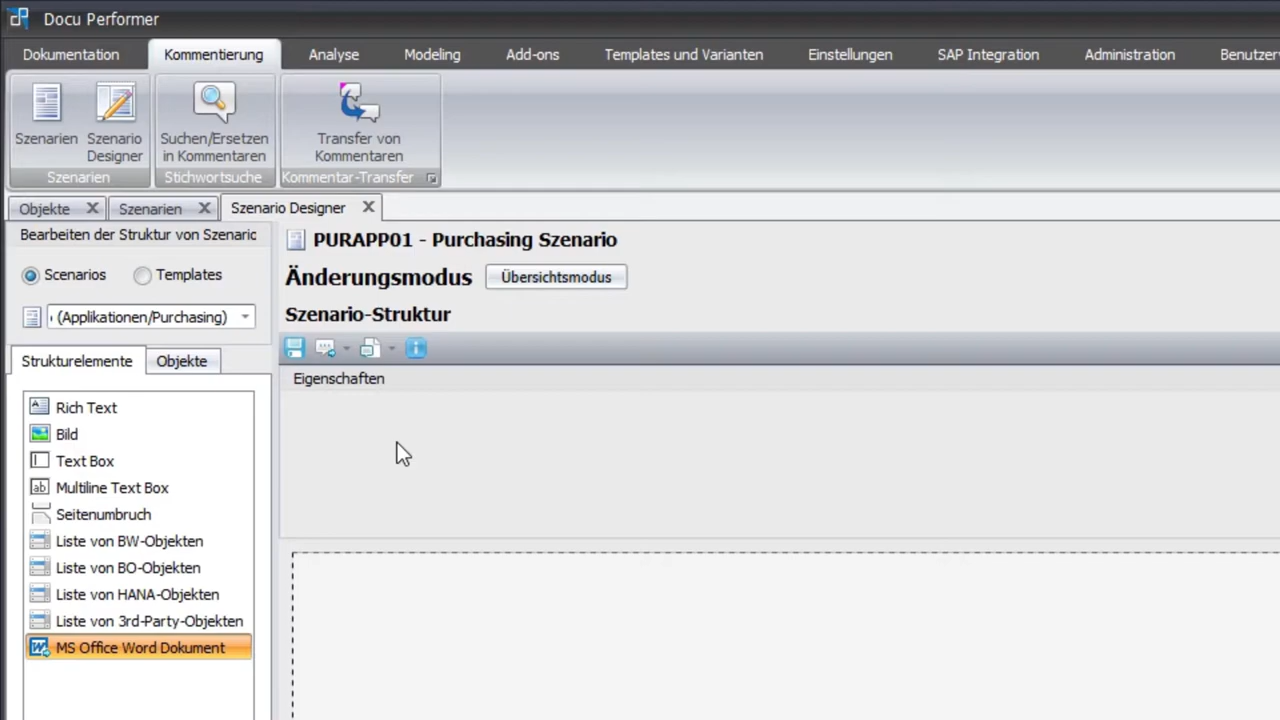 Docu Performer
Dokumentation Kommentierung Analyse Modeling Add-ons Templates und Varianten Einstellungen SAP Integration Administration
Szenarien Szenario Designer Suchen/Ersetzen in Kommentaren Transfer von Kommentaren
Szenarien Stichwortsuche Kommentar-Transfer
Objekte Szenarien Szenario Designer
Bearbeiten der Struktur von Szenaric
Scenarios Templates
(Applikationen/Purchasing)
Strukturelemente Objekte
Rich Text
Bild
Text Box
Multiline Text Box
Seitenumbruch
Liste von BW-Objekten
Liste von BO-Objekten
Liste von HANA-Objekten
Liste von 3rd-Party-Objekten
MS Office Word Dokument
PURAPP01 - Purchasing Szenario
Änderungsmodus Übersichtsmodus
Szenario-Struktur
Eigenschaften